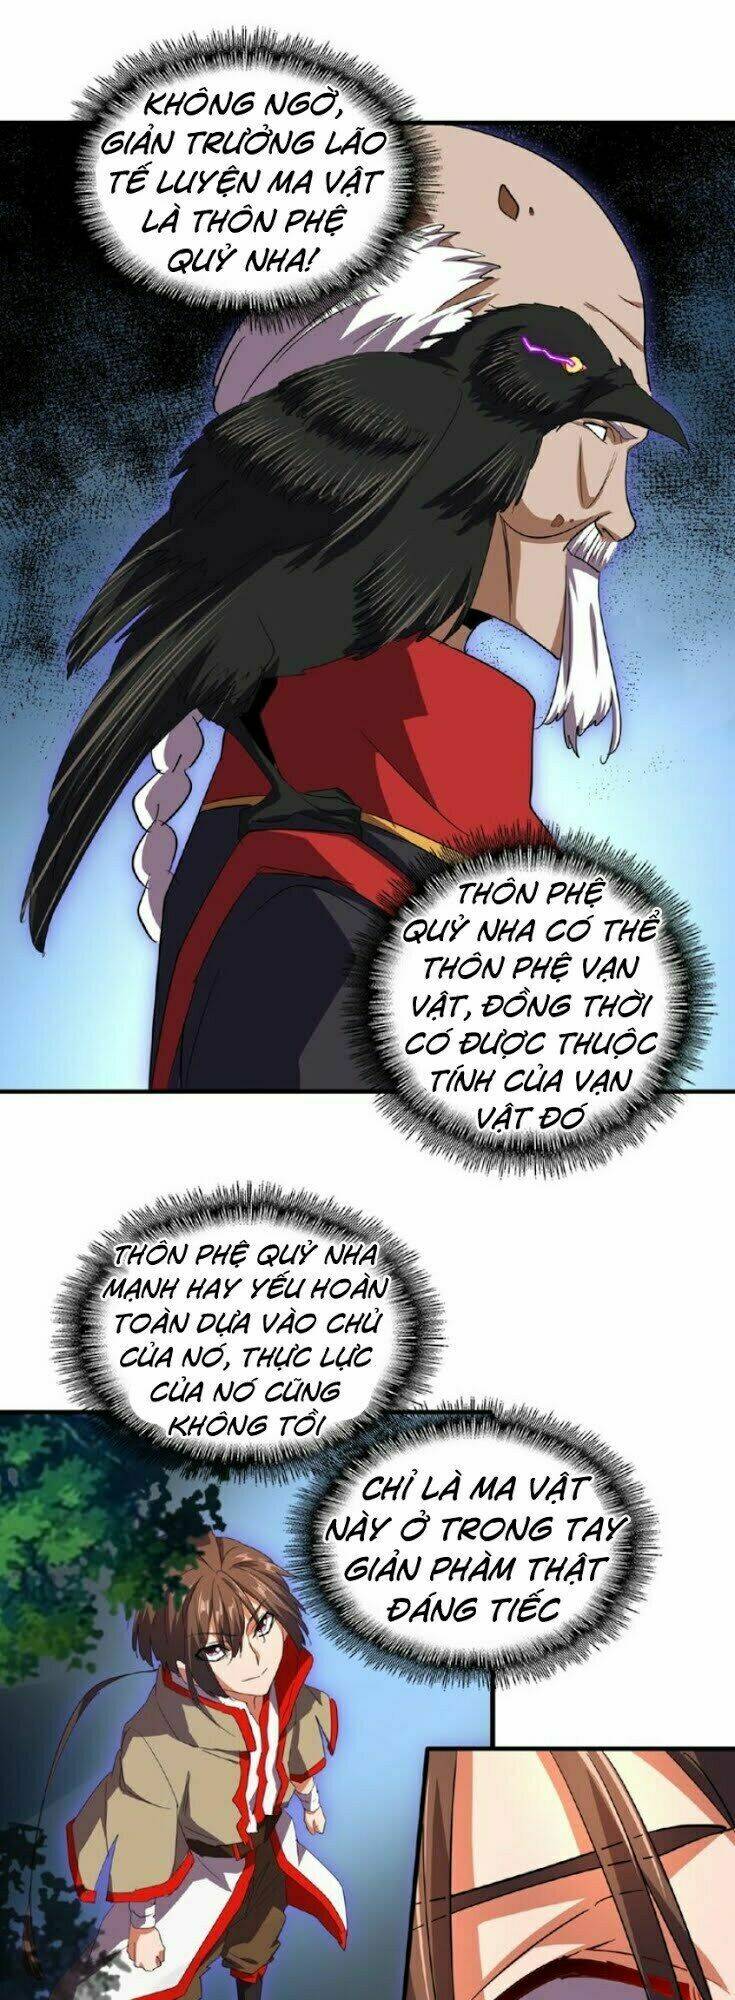 KHÔNG NGỜ,
GIẢN TRƯỞNG LÃO
TẾ LUYỆN MA VẬT
LÀ THÔN PHỆ
QUỶ NHA!
THÔN PHỆ
QUỶ NHA CÓ THỂ
THÔN PHỆ VẠN
VẬT, ĐỒNG THỜI
CÓ ĐƯỢC THUỘC
TÍNH CỦA VẠN
VẬT ĐÓ
THÔN PHỆ QUỶ NHA
MẠNH HAY YẾU HOÀN
TOÀN DỰA VÀO CHỦ
CỦA NÓ, THỰC LỰC
CỦA NÓ CŨNG
KHÔNG TỒI
CHỈ LÀ MA VẬT
NÀY Ở TRONG TAY
GIẢN PHÀM THẬT
ĐÁNG TIẾC